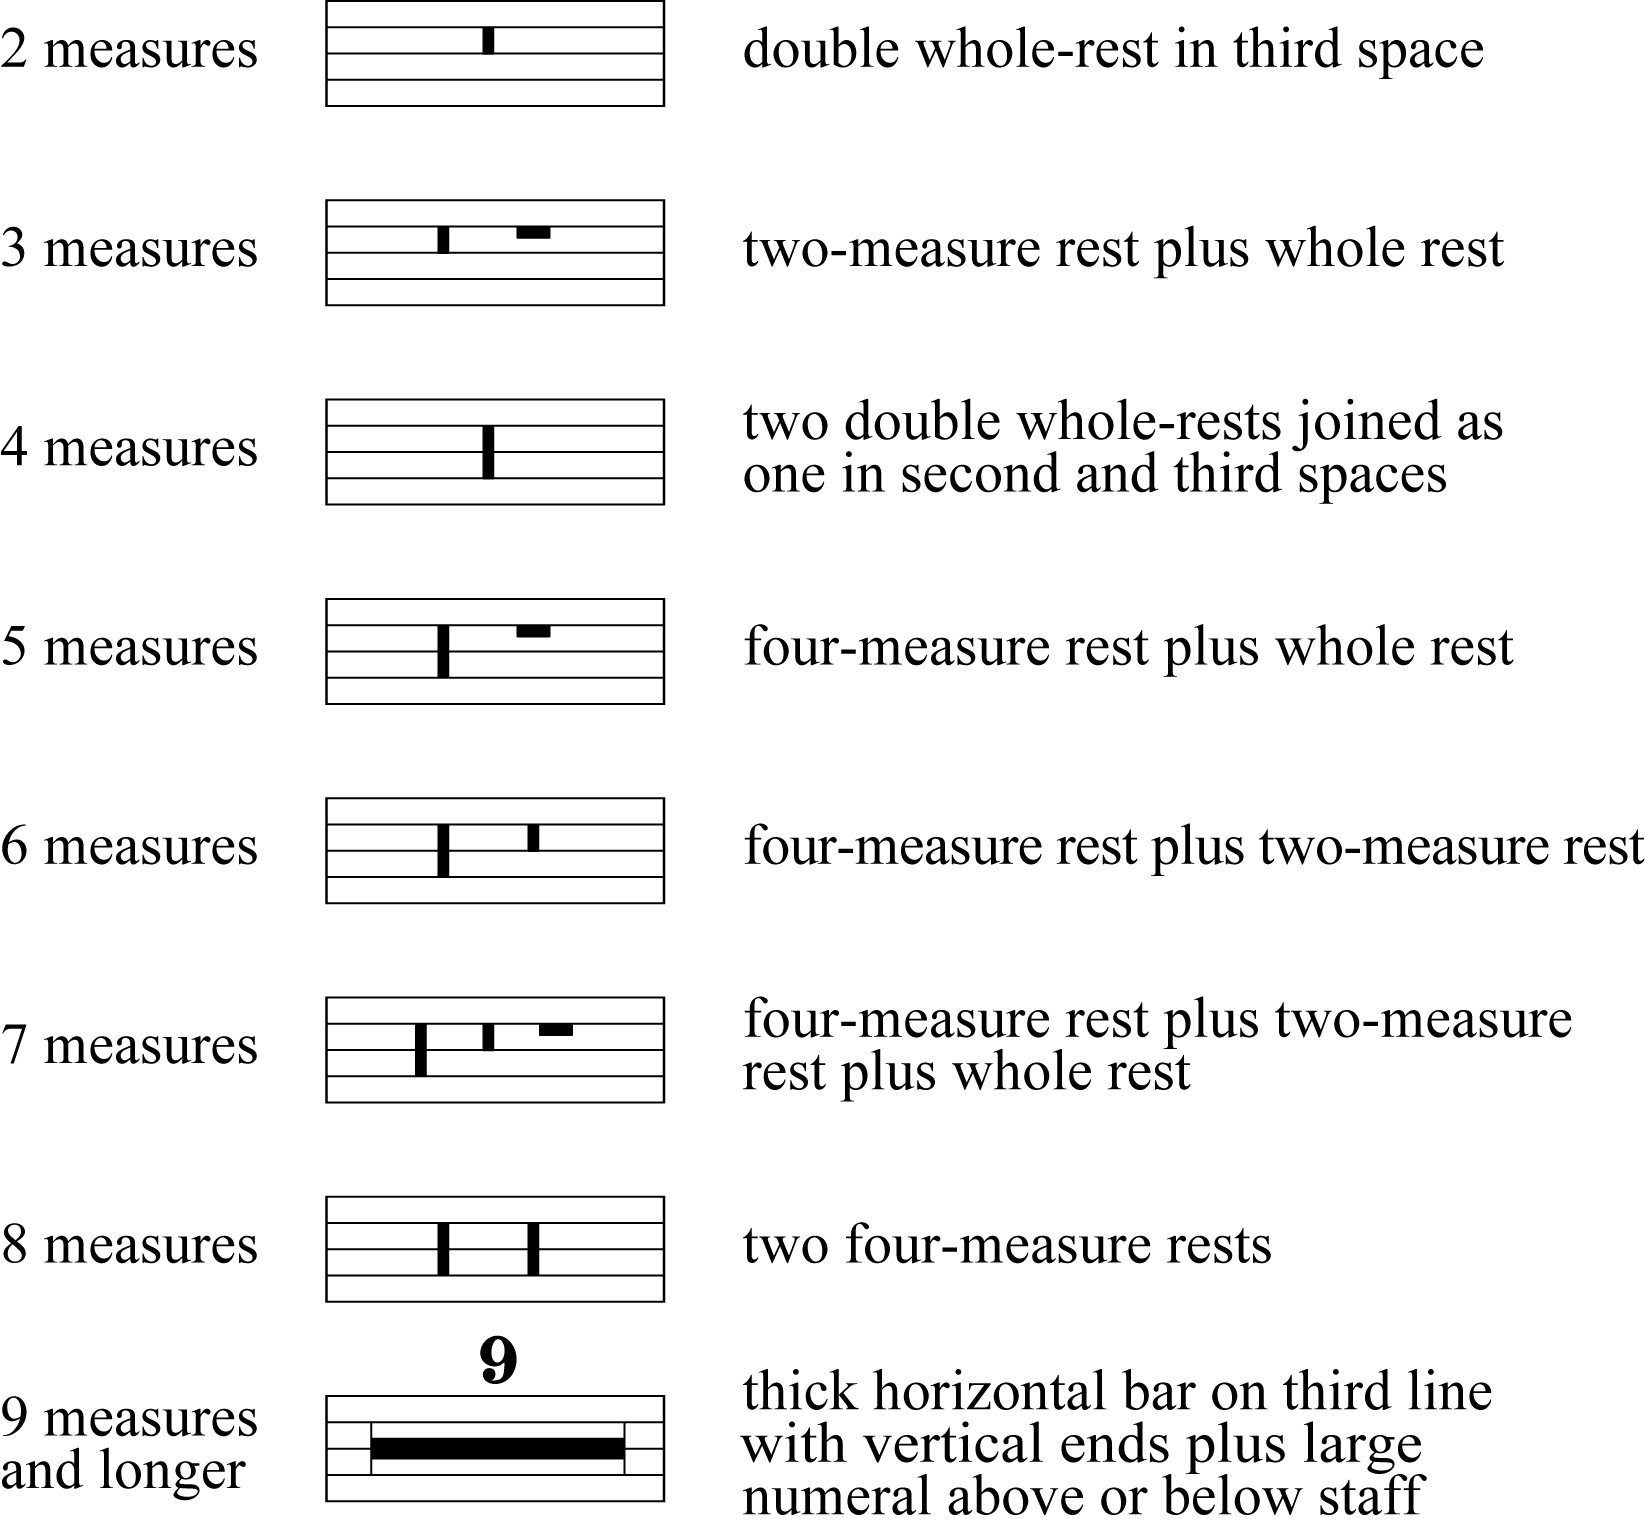 2 measures
double whole-rest in third space
3 measures
two-measure rest plus whole rest
4 measures
two double whole-rests joined as
one in second and third spaces
5 measures
four-measure rest plus whole rest
6 measures
four-measure rest plus two-measure rest
7 measures
four-measure rest plus two-measure
rest plus whole rest
8 measures
two four-measure rests
9 measures
and longer
9
thick horizontal bar on third line
with vertical ends plus large
numeral above or below staff